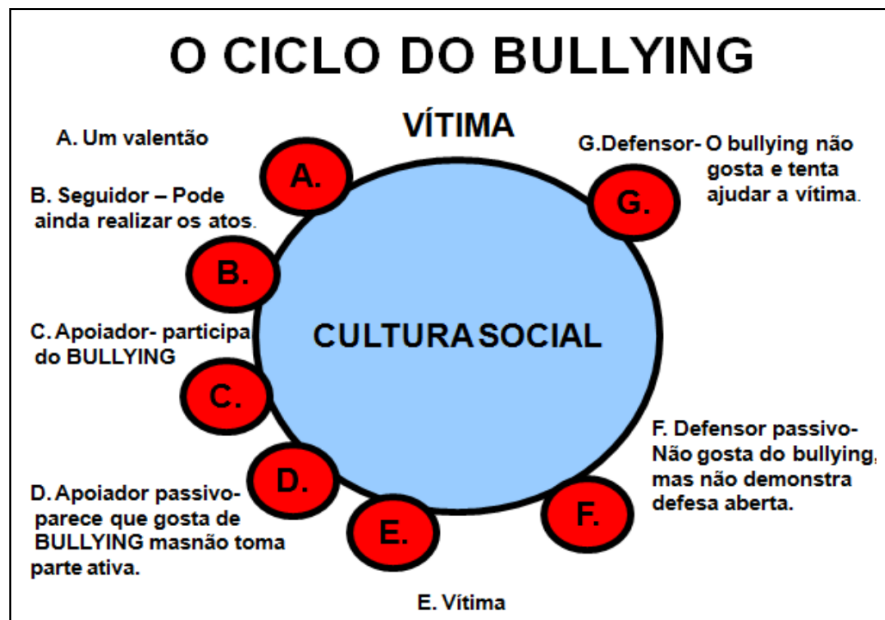 O CICLO DO BULLYING
VÍTIMA
A. Um valentão
G.Defensor- O bullying não
gosta e tenta
ajudar a vítima.
A.
B. Seguidor – Pode
ainda realizar os atos.
G.
B.
C. Apoiador- participa
do BULLYING
CULTURA SOCIAL
C.
F. Defensor passivo-
Não gosta do bullying,
mas não demonstra
defesa aberta.
D.
D. Apoiador passivo-
parece que gosta de
BULLYING masnão toma
parte ativa.
E.
F.
E. Vítima